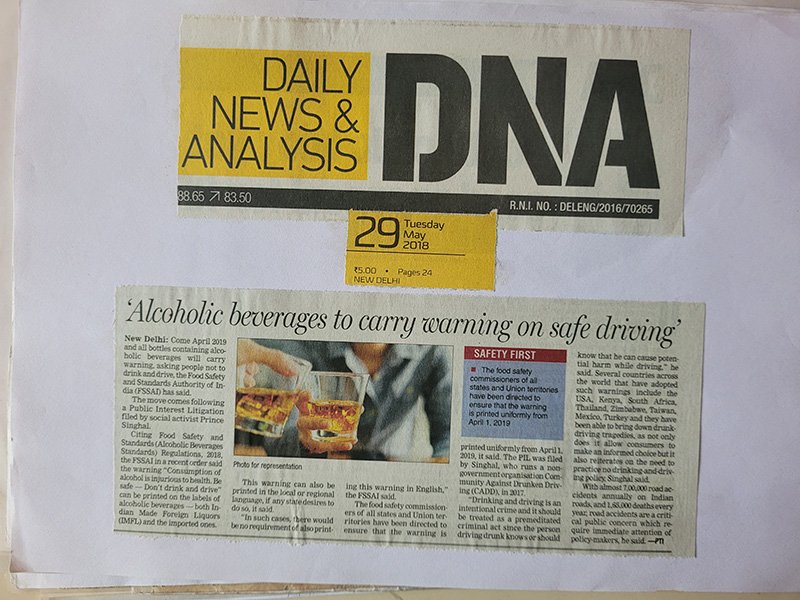 DAILY
NEWS &
ANALYSIS
DNA
88.65 ↗ 83.50
R.N.I. NO. : DELENG/2016/70265
29 Tuesday
May
2018
₹5.00 • Pages 24
NEW DELHI
'Alcoholic beverages to carry warning on safe driving'
New Delhi: Come April 2019
and all bottles containing alco-
holic beverages will carry
warning, asking people not to
drink and drive, the Food Safety
and Standards Authority of In-
dia (FSSAI) has said.
The move comes following
a Public Interest Litigation
filed by social activist Prince
Singhal.
Citing Food Safety and
Standards (Alcoholic Beverages
Standards) Regulations, 2018,
the FSSAI in a recent order said
the warning "Consumption of
alcohol is injurious to health. Be
safe — Don't drink and drive"
can be printed on the labels of
alcoholic beverages — both In-
dian Made Foreign Liquors
(IMFL) and the imported ones.
Photo for representation
This warning can also be
printed in the local or regional
language, if any state desires to
do so, it said.
"In such cases, there would
be no requirement of also print-
ing this warning in English,"
the FSSAI said.
The food safety commission-
ers of all states and Union ter-
ritories have been directed to
ensure that the warning is
SAFETY FIRST
■ The food safety
commissioners of all
states and Union territories
have been directed to
ensure that the warning
is printed uniformly from
April 1, 2019
printed uniformly from April 1,
2019, it said. The PIL was filed
by Singhal, who runs a non-
government organisation Com-
munity Against Drunken Driv-
ing (CADD), in 2017.
"Drinking and driving is an
intentional crime and it should
be treated as a premeditated
criminal act since the person
driving drunk knows or should
know that he can cause poten-
tial harm while driving," he
said. Several countries across
the world that have adopted
such warnings include the
USA, Kenya, South Africa,
Thailand, Zimbabwe, Taiwan,
Mexico, Turkey and they have
been able to bring down drunk-
driving tragedies, as not only
does it allow consumers to
make an informed choice but it
also reiterates on the need to
practice no drinking-and-driv-
ing policy, Singhal said.
With almost 7,00,000 road ac-
cidents annually on Indian
roads, and 1,65,000 deaths every
year, road accidents are a crit-
ical public concern which re-
quire immediate attention of
policy-makers, he said. —PTI